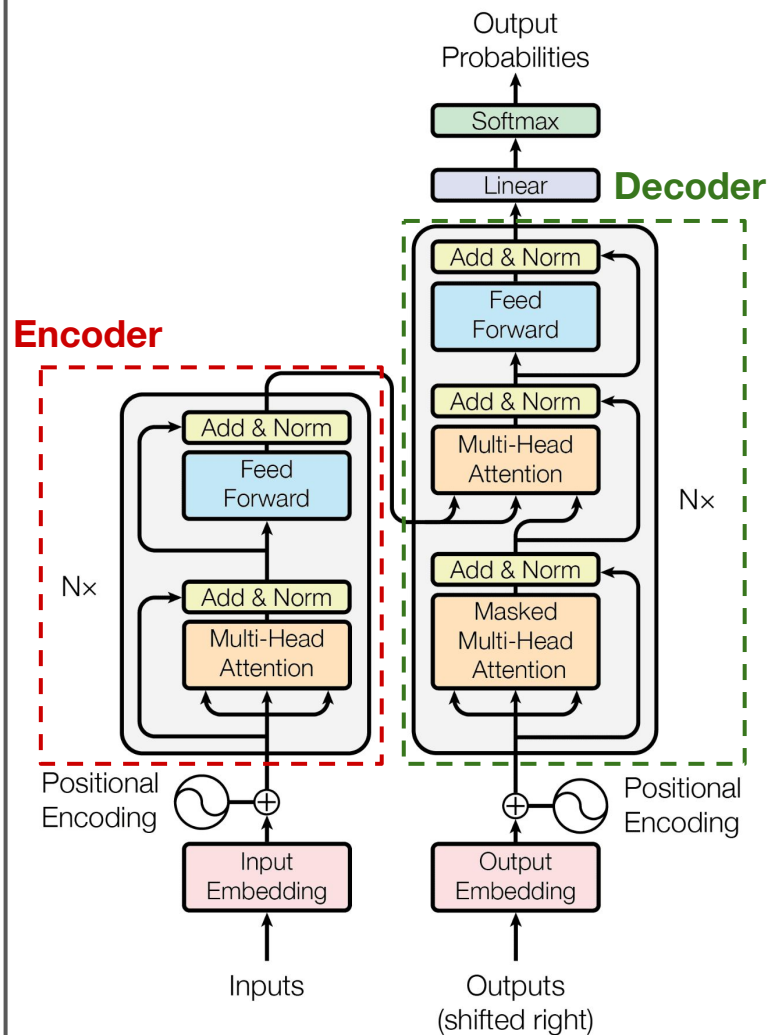 Output
Probabilities
Softmax
Linear
Decoder
Add & Norm
Feed
Forward
Add & Norm
Multi-Head
Attention
N×
Add & Norm
Masked
Multi-Head
Attention
Encoder
Add & Norm
Feed
Forward
N×
Add & Norm
Multi-Head
Attention
Positional
Encoding
Positional
Encoding
Input
Embedding
Output
Embedding
Inputs
Outputs
(shifted right)